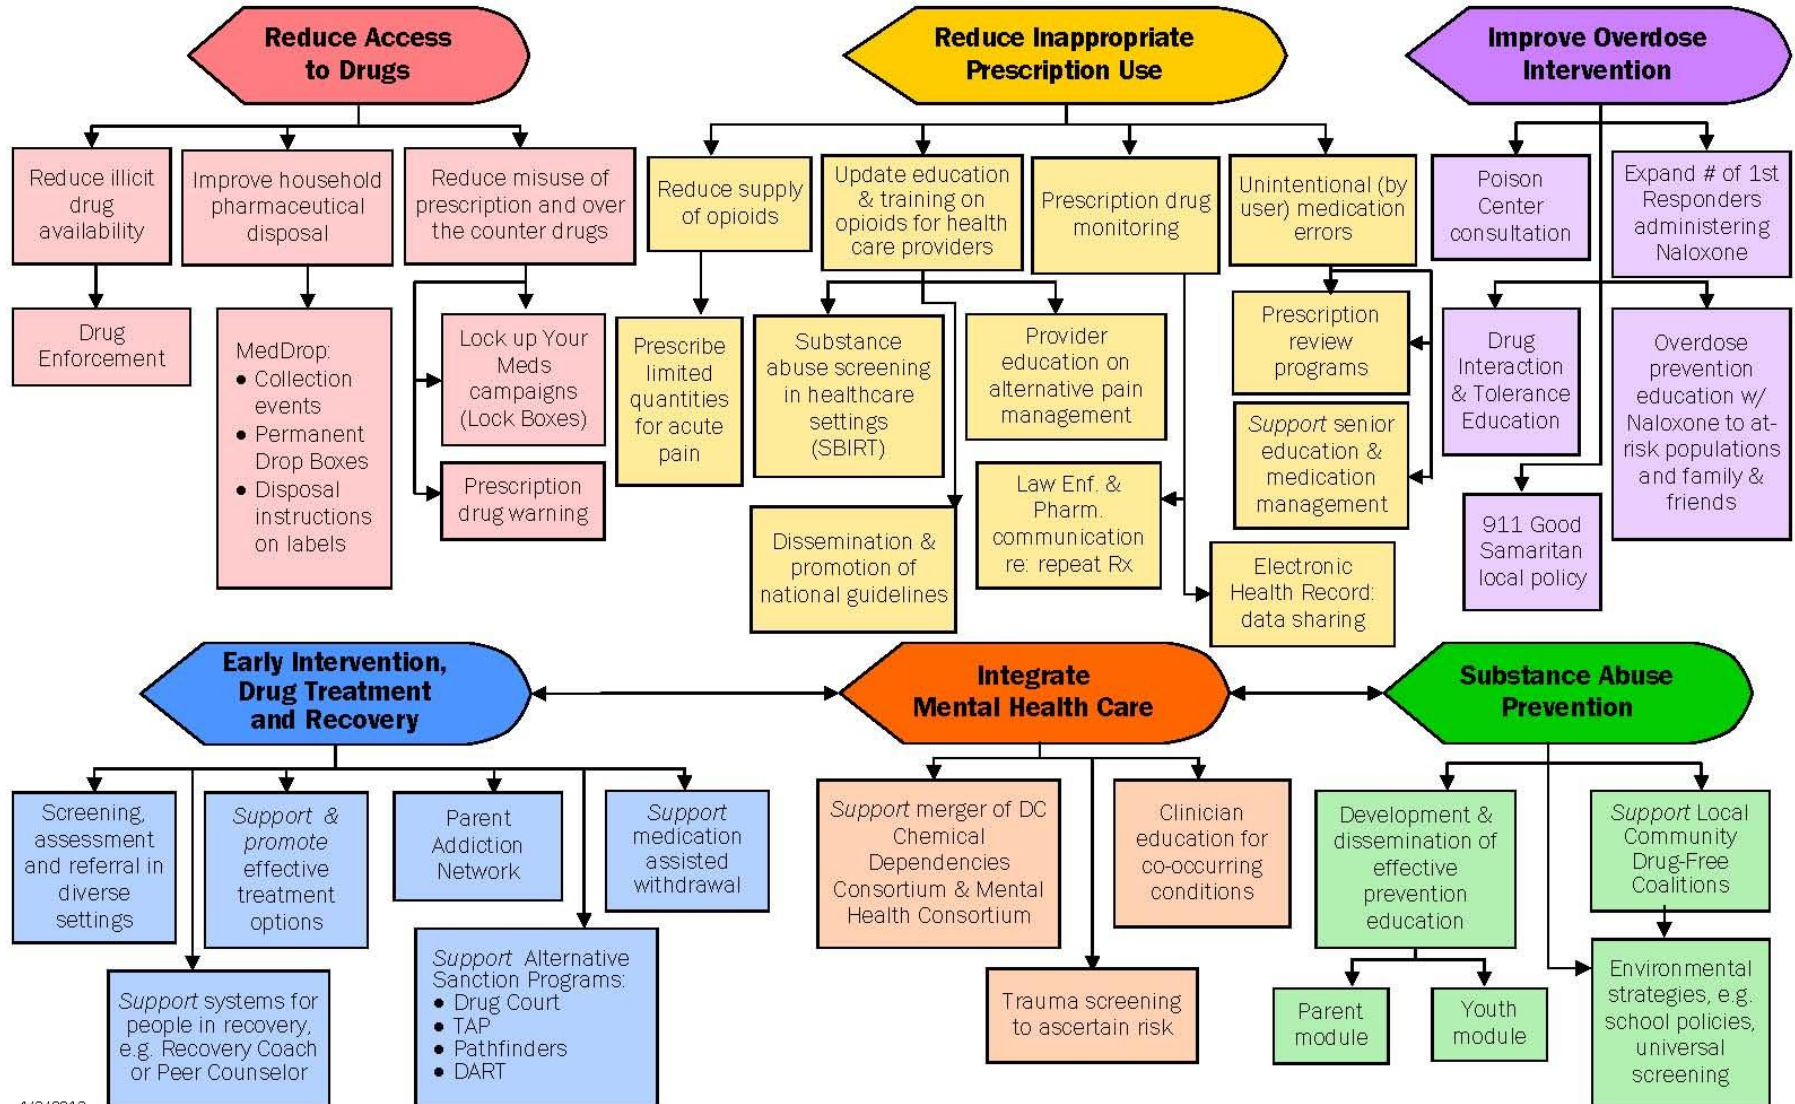 Reduce Access
to Drugs
Reduce Inappropriate
Prescription Use
Improve Overdose
Intervention
Reduce illicit
drug
availability
Improve household
pharmaceutical
disposal
Reduce misuse of
prescription and over
the counter drugs
Reduce supply
of opioids
Update education
& training on
opioids for health
care providers
Prescription drug
monitoring
Unintentional (by
user) medication
errors
Poison
Center
consultation
Expand # of 1st
Responders
administering
Naloxone
Drug
Enforcement
MedDrop:
● Collection
events
● Permanent
Drop Boxes
● Disposal
instructions
on labels
Lock up Your
Meds
campaigns
(Lock Boxes)
Prescription
drug warning
Prescribe
limited
quantities
for acute
pain
Substance
abuse screening
in healthcare
settings
(SBIRT)
Provider
education on
alternative pain
management
Dissemination &
promotion of
national guidelines
Law Enf. &
Pharm.
communication
re: repeat Rx
Prescription
review
programs
Support senior
education &
medication
management
Electronic
Health Record:
data sharing
Drug
Interaction
& Tolerance
Education
Overdose
prevention
education w/
Naloxone to at-
risk populations
and family &
friends
911 Good
Samaritan
local policy
Early Intervention,
Drug Treatment
and Recovery
Integrate
Mental Health Care
Substance Abuse
Prevention
Screening,
assessment
and referral in
diverse
settings
Support &
promote
effective
treatment
options
Parent
Addiction
Network
Support
medication
assisted
withdrawal
Support systems for
people in recovery,
e.g. Recovery Coach
or Peer Counselor
Support Alternative
Sanction Programs:
● Drug Court
● TAP
● Pathfinders
● DART
Support merger of DC
Chemical
Dependencies
Consortium & Mental
Health Consortium
Clinician
education for
co-occurring
conditions
Trauma screening
to ascertain risk
Development &
dissemination of
effective
prevention
education
Support Local
Community
Drug-Free
Coalitions
Parent
module
Youth
module
Environmental
strategies, e.g.
school policies,
universal
screening